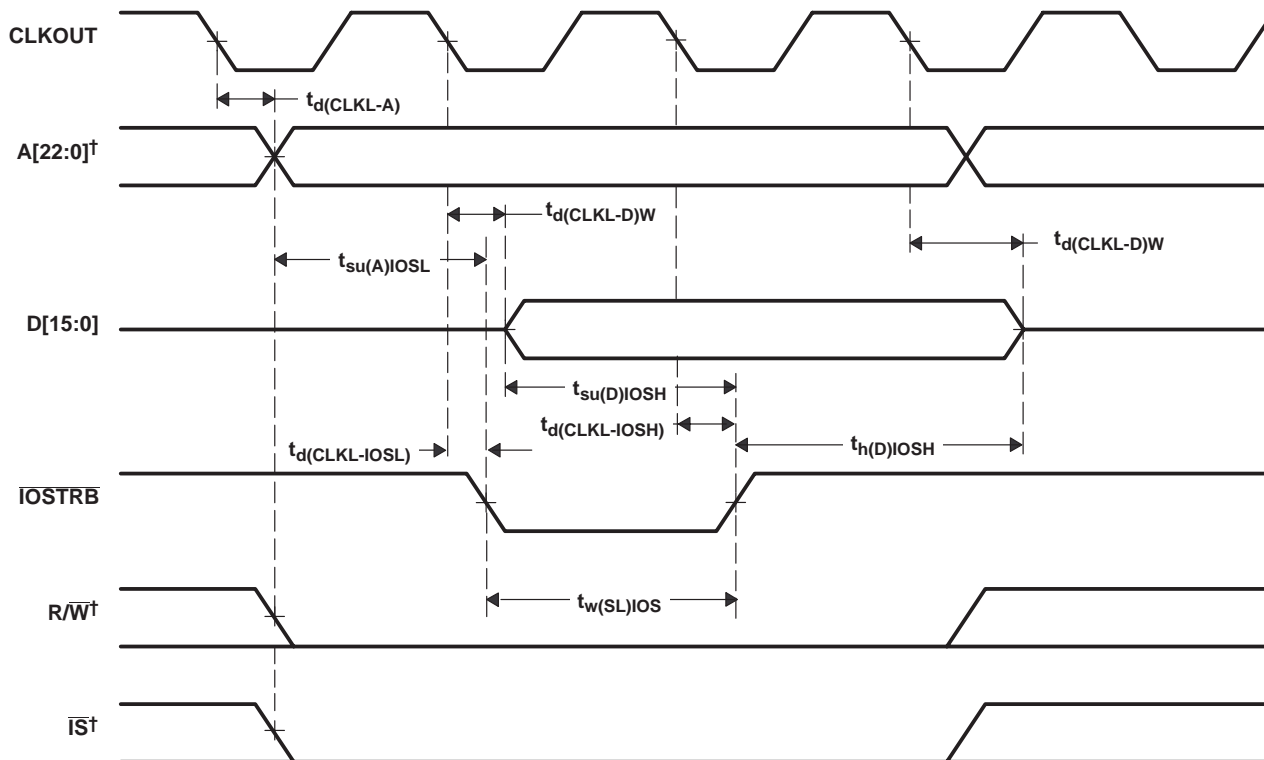 CLKOUT
td(CLKL-A)
A[22:0]†
td(CLKL-D)W
td(CLKL-D)W
tsu(A)IOSL
D[15:0]
tsu(D)IOSH
td(CLKL-IOSH)
td(CLKL-IOSL)
th(D)IOSH
IOSTRB
tw(SL)IOS
R/W†
IS†